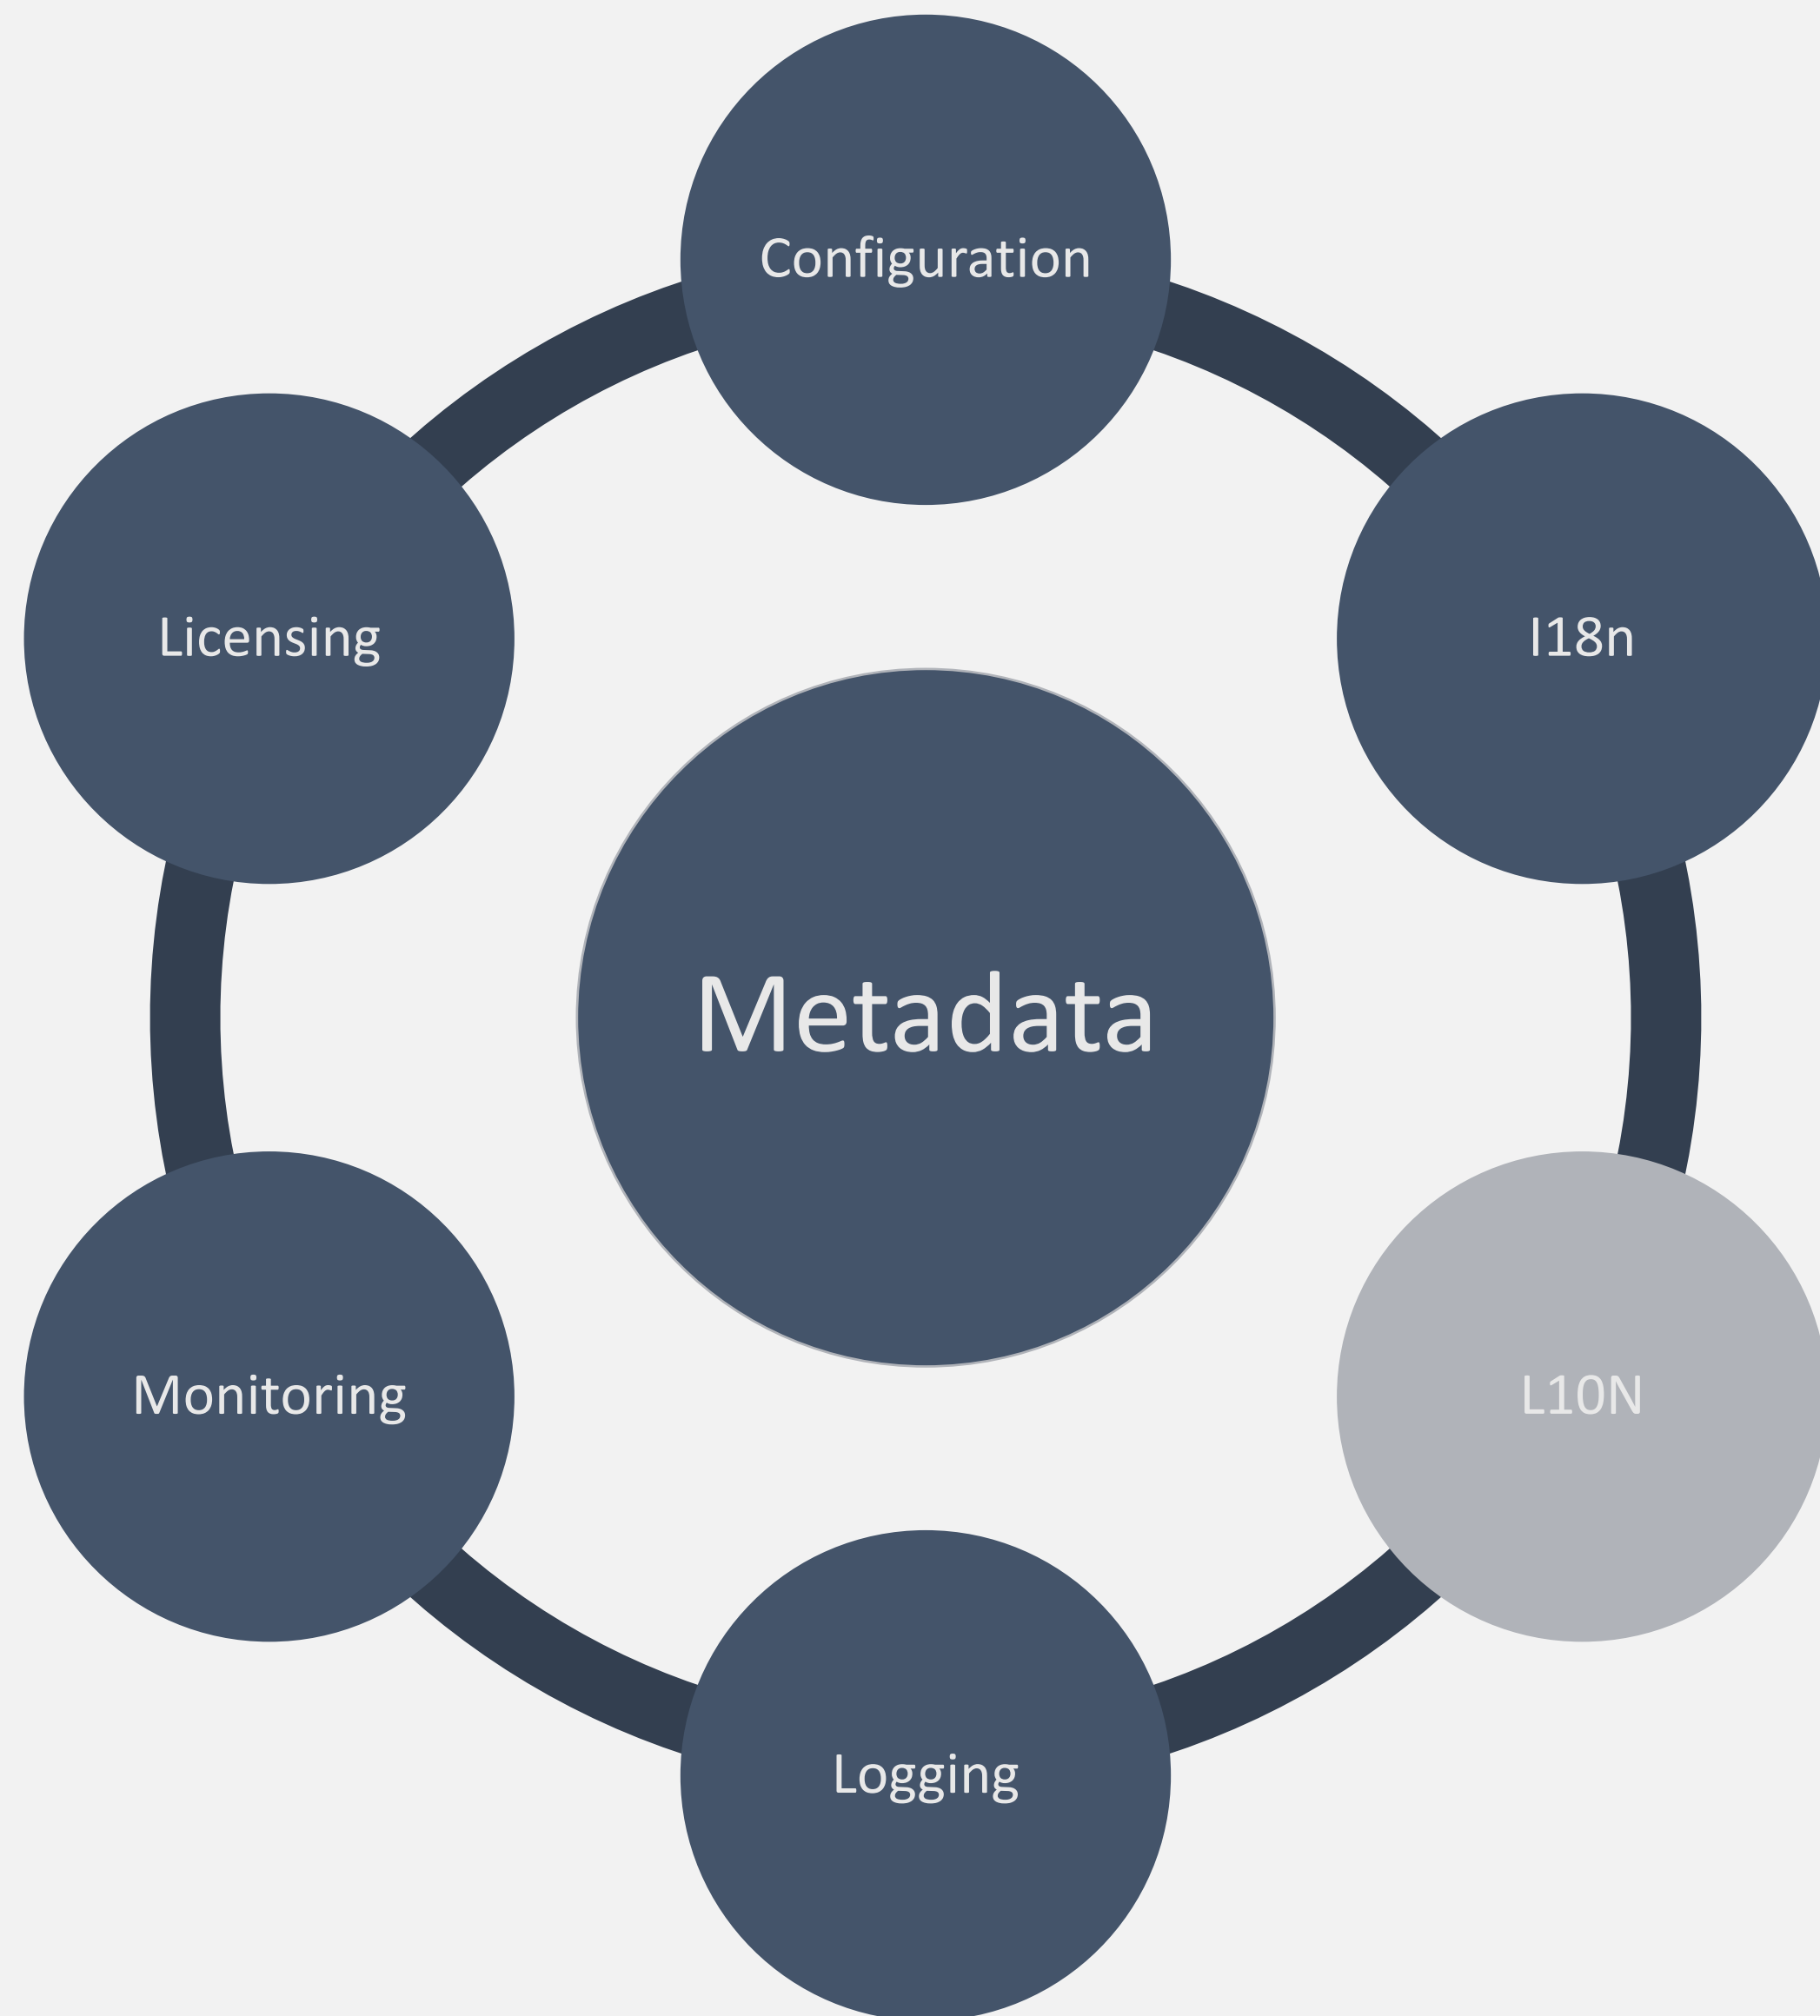 Configuration
Licensing
I18n
Metadata
Monitoring
L10N
Logging